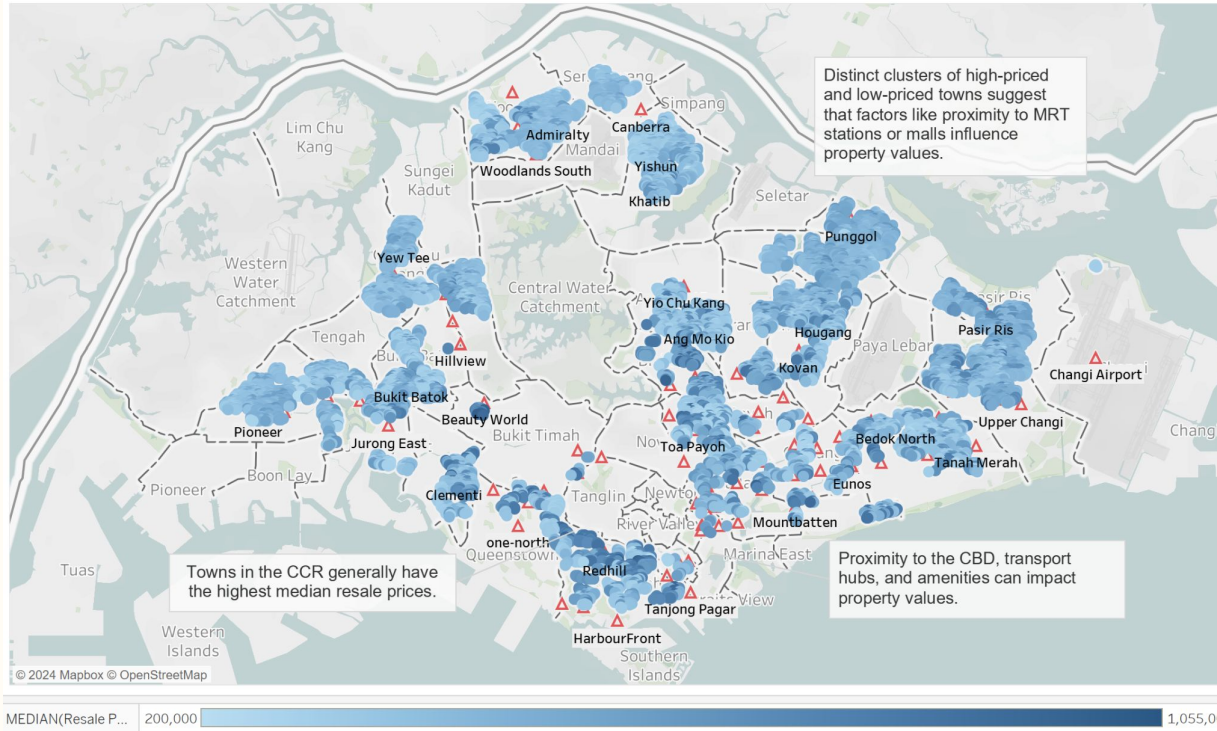 Distinct clusters of high-priced
and low-priced towns suggest
that factors like proximity to MRT
stations or malls influence
property values.
Simpang
Lim Chu
Kang
Admiralty
Canberra
Mandai
Woodlands South
Sungei
Kadut
Yishun
Khatib
Seletar
Punggol
Yew Tee
Western
Water
Catchment
Central Water
Catchment
Yio Chu Kang
Pasir Ris
Tengah
Ang Mo Kio
Hougang
Paya Lebar
Hillview
Kovan
Changi Airport
Bukit Batok
Beauty World
Upper Changi
Pioneer
Jurong East
Bukit Timah
Toa Payoh
Bedok North
Chang
Tanah Merah
Boon Lay
Pioneer
Clementi
Tanglin
Eunos
River Valley
Mountbatten
one-north
Queenstown
Marina East
Tuas
Towns in the CCR generally have
the highest median resale prices.
Redhill
Proximity to the CBD, transport
hubs, and amenities can impact
property values.
Tanjong Pagar
HarbourFront
Western
Islands
Southern
Islands
© 2024 Mapbox © OpenStreetMap
MEDIAN(Resale P... 200,000 1,055,0